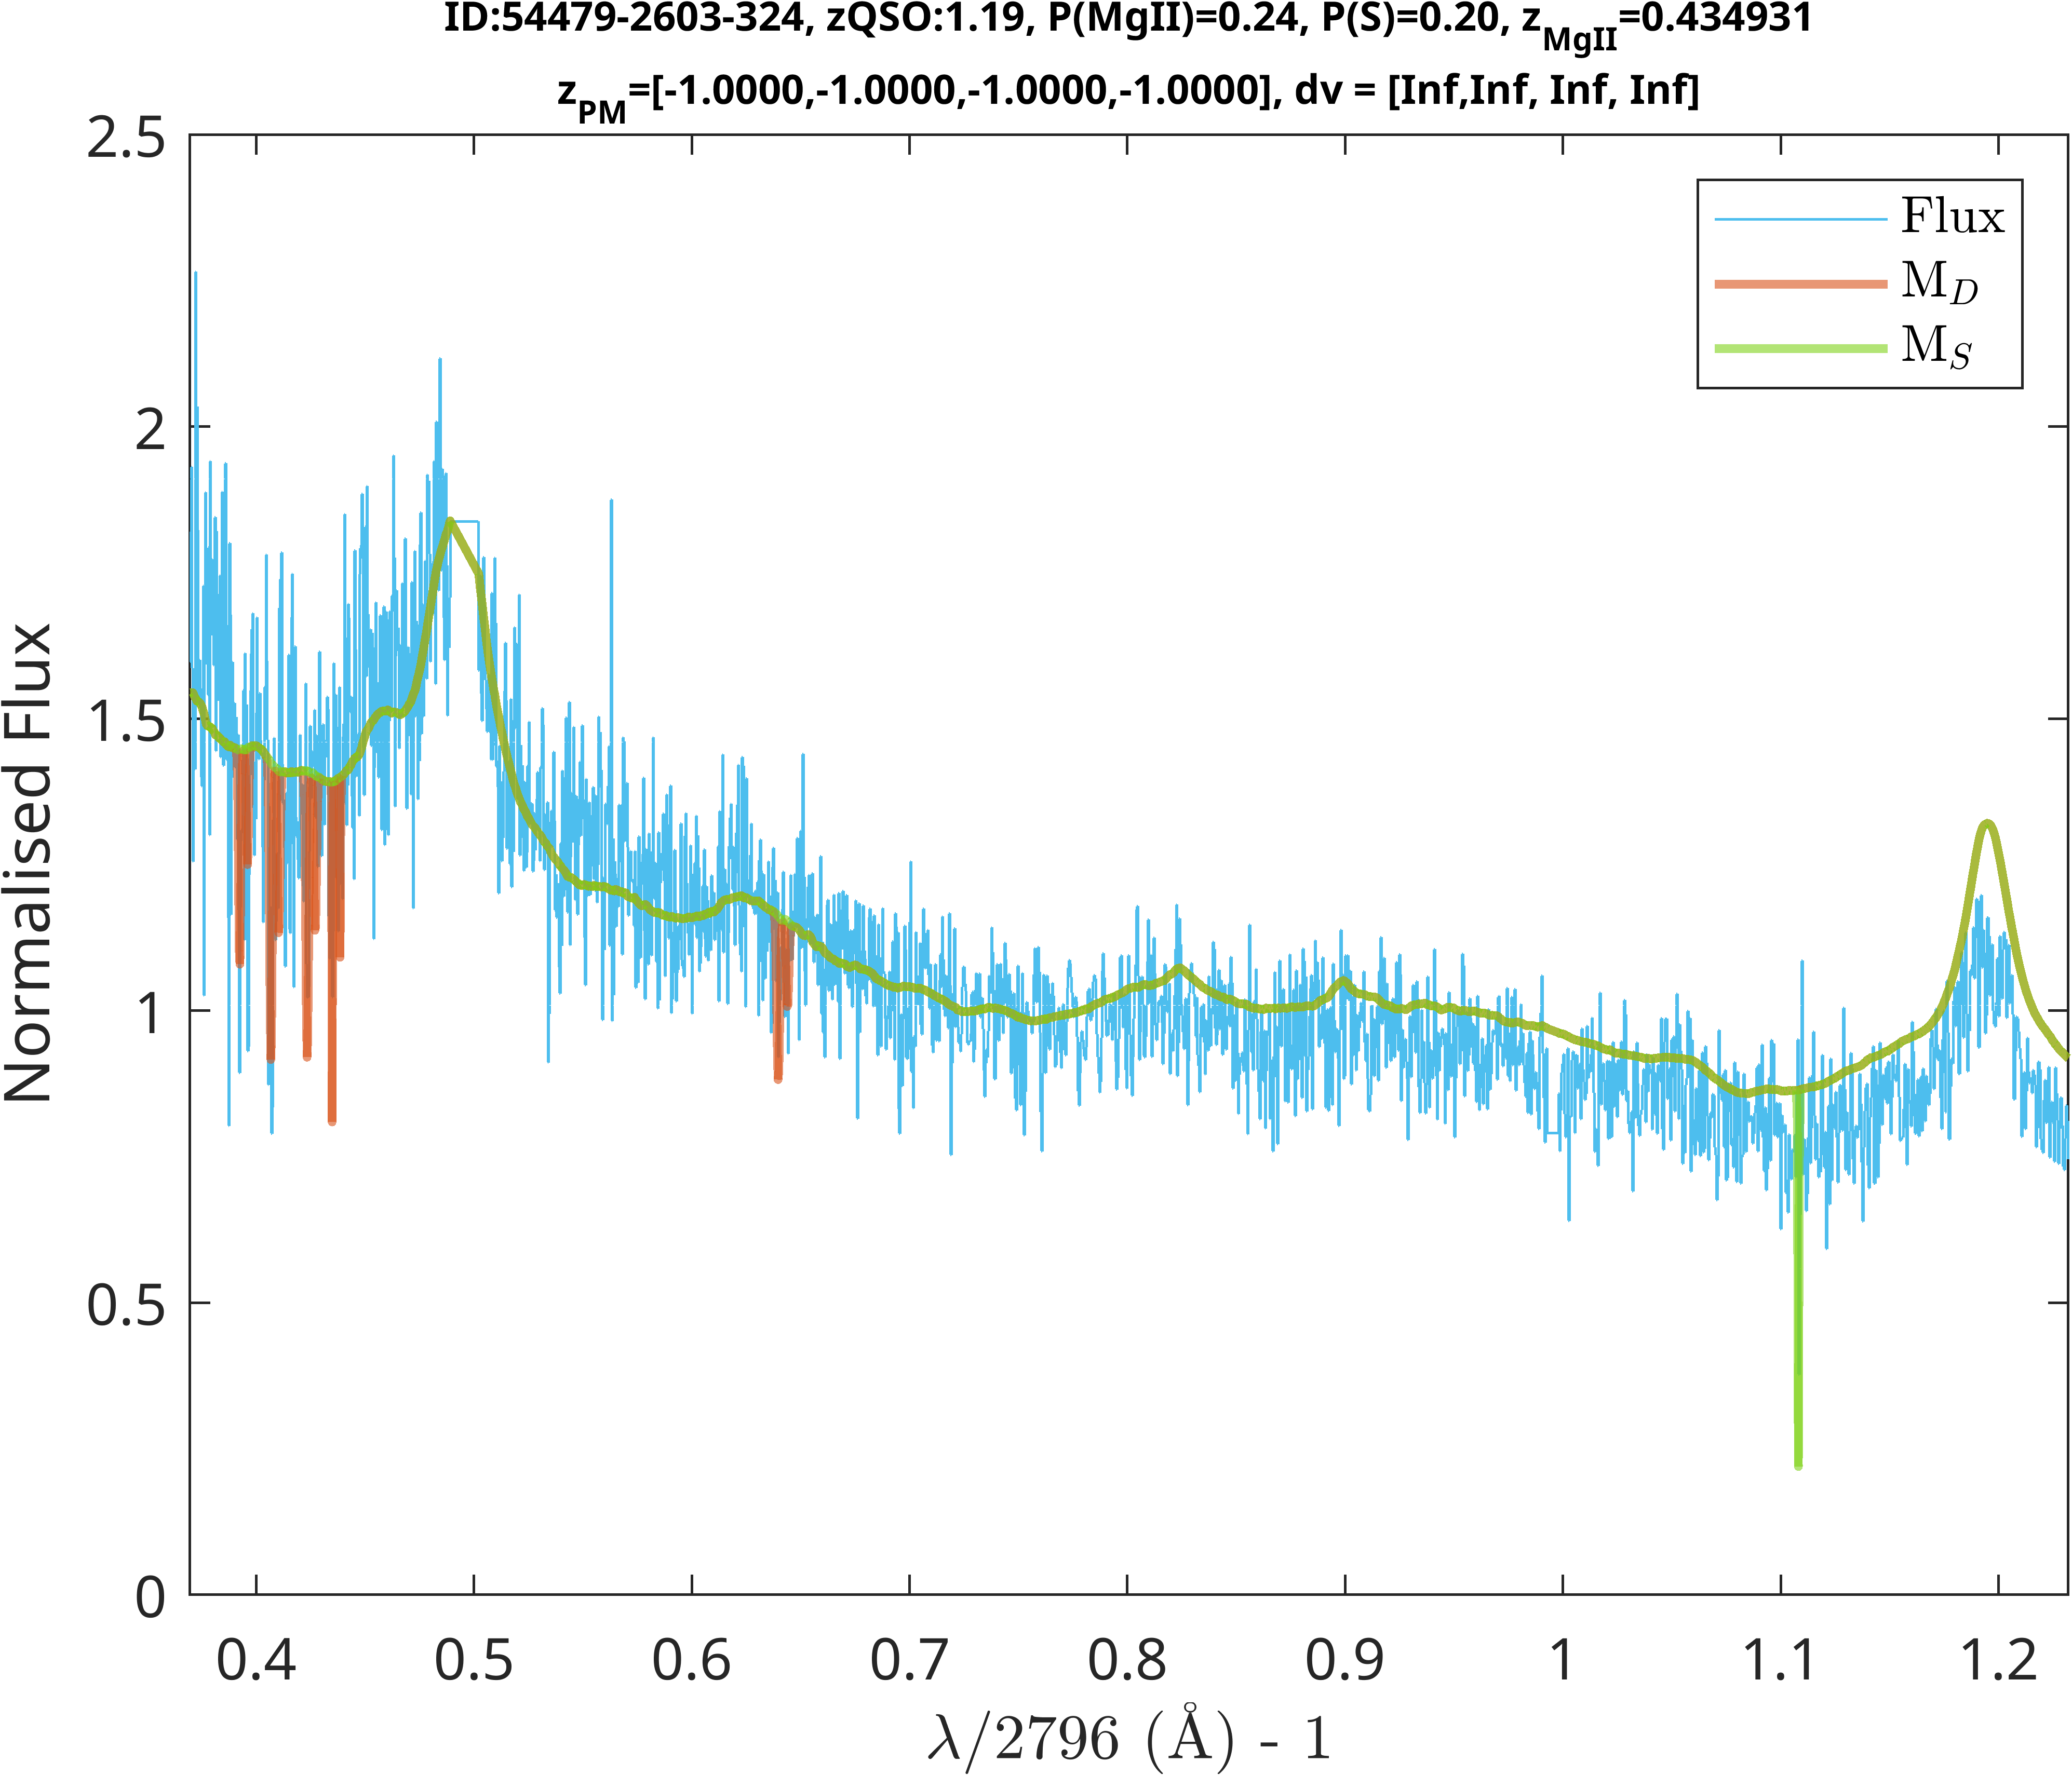 ID:54479-2603-324, zQSO:1.19, P(MgII)=0.24, P(S)=0.20, zMgII=0.434931
zPM=[-1.0000,-1.0000,-1.0000,-1.0000], dv = [Inf,Inf, Inf, Inf]
2.5
2
1.5
1
0.5
0
Normalised Flux
Flux
MD
MS
0.4 0.5 0.6 0.7 0.8 0.9 1 1.1 1.2
λ/2796 (Å) - 1